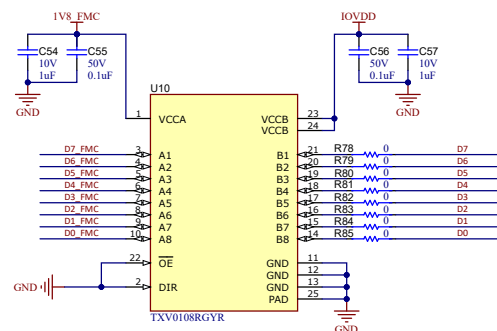 1V8_FMC
IOVDD
C54
10V
1uF
C55
50V
0.1uF
C56
50V
0.1uF
C57
10V
1uF
GND
GND
U10
1 VCCA
VCCB 23
VCCB 24
D7_FMC 3 A1 B1 21 R78 0 D7
D6_FMC 4 A2 B2 20 R79 0 D6
D5_FMC 5 A3 B3 19 R80 0 D5
D4_FMC 6 A4 B4 18 R81 0 D4
D3_FMC 7 A5 B5 17 R82 0 D3
D2_FMC 8 A6 B6 16 R83 0 D2
D1_FMC 9 A7 B7 15 R84 0 D1
D0_FMC 10 A8 B8 14 R85 0 D0
22 OE GND 11
GND 12
GND 2 DIR GND 13
PAD 25
TXV0108RGYR
GND